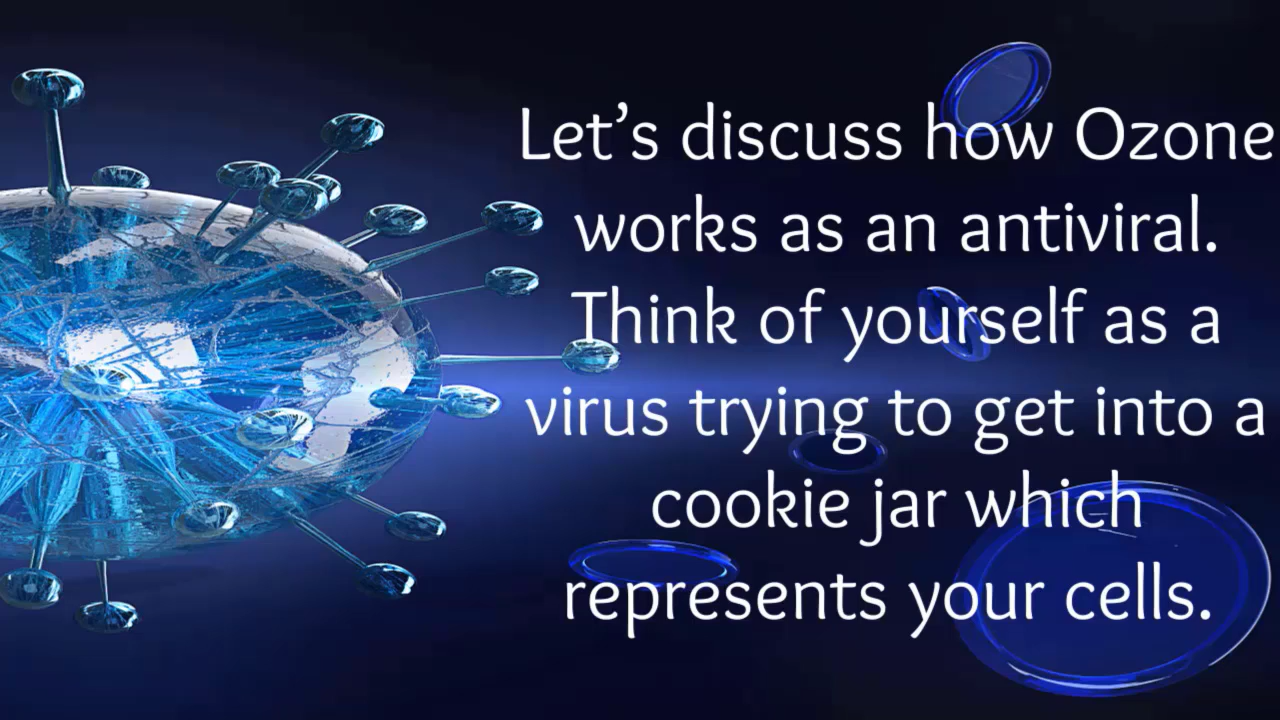 Let’s discuss how Ozone
works as an antiviral.
Think of yourself as a
virus trying to get into a
cookie jar which
represents your cells.